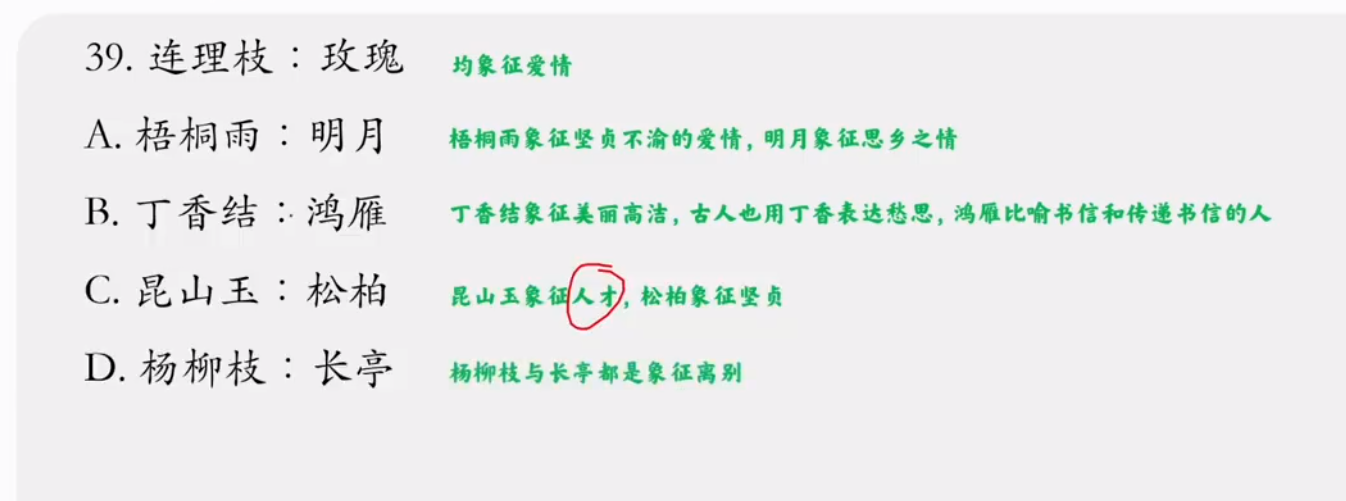 39. 连理枝：玫瑰 均象征爱情
A. 梧桐雨：明月 梧桐雨象征坚贞不渝的爱情，明月象征思乡之情
B. 丁香结：鸿雁 丁香结象征美丽高洁，古人也用丁香表达愁思，鸿雁比喻书信和传递书信的人
C. 昆山玉：松柏 昆山玉象征人才，松柏象征坚贞
D. 杨柳枝：长亭 杨柳枝与长亭都是象征离别